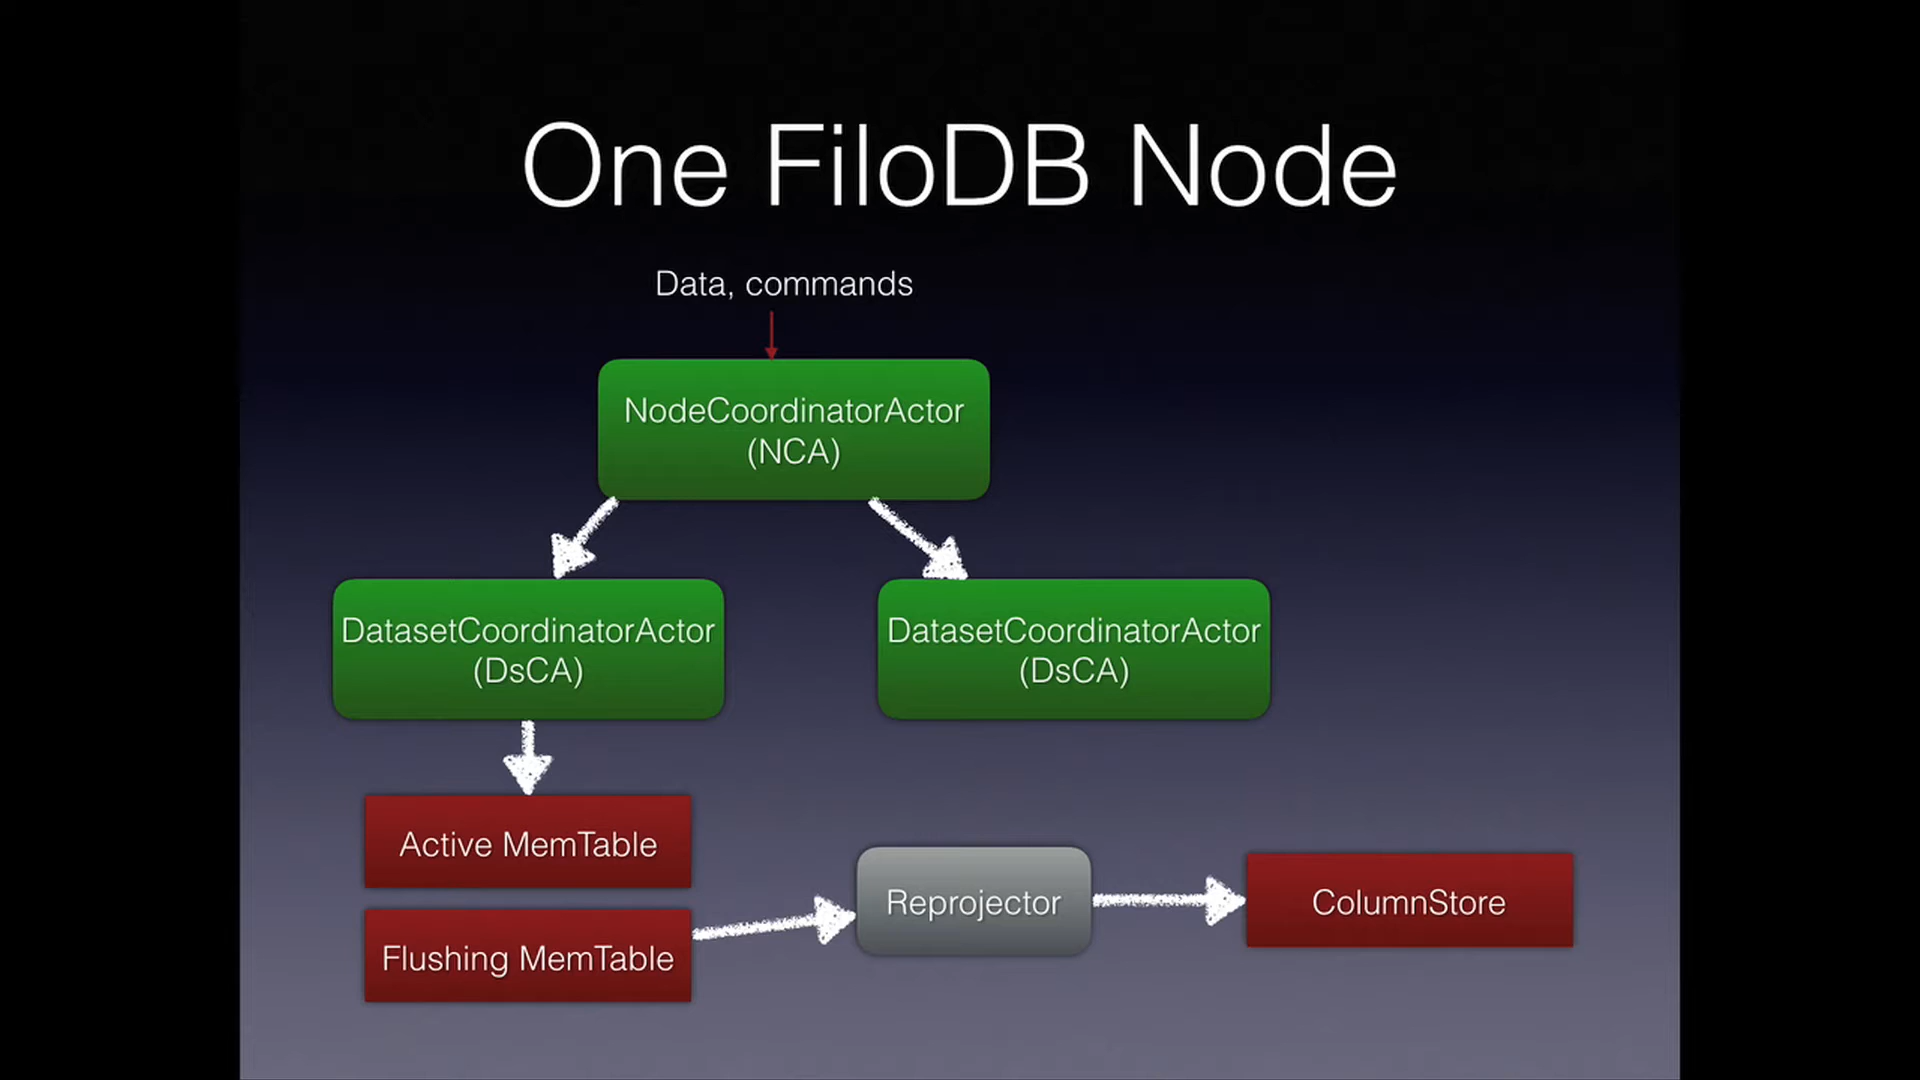 One FiloDB Node
Data, commands
NodeCoordinatorActor
(NCA)
DatasetCoordinatorActor
(DsCA)
DatasetCoordinatorActor
(DsCA)
Active MemTable
Flushing MemTable
Reprojector
ColumnStore